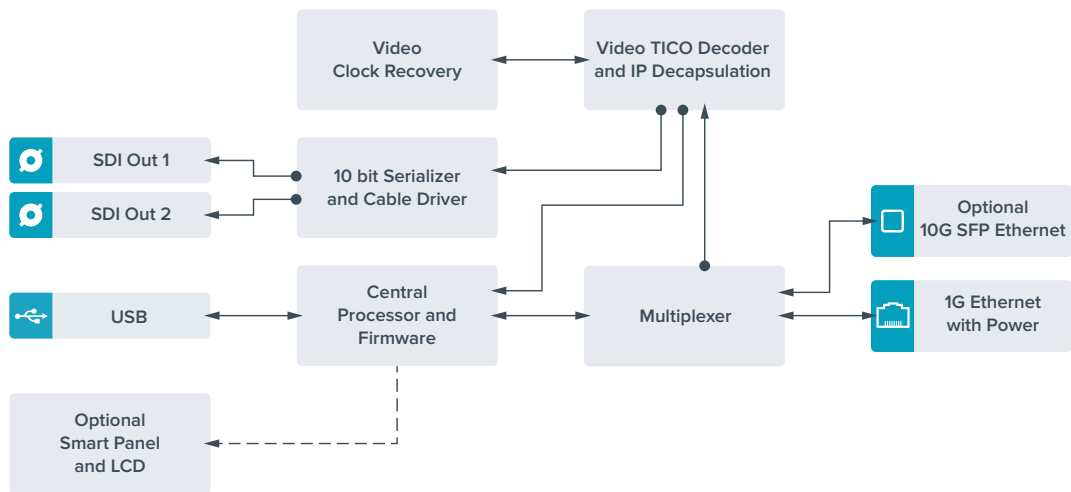 Video
Clock Recovery
Video TICO Decoder
and IP Decapsulation
SDI Out 1
SDI Out 2
10 bit Serializer
and Cable Driver
Optional
10G SFP Ethernet
USB
Central
Processor and
Firmware
Multiplexer
1G Ethernet
with Power
Optional
Smart Panel
and LCD